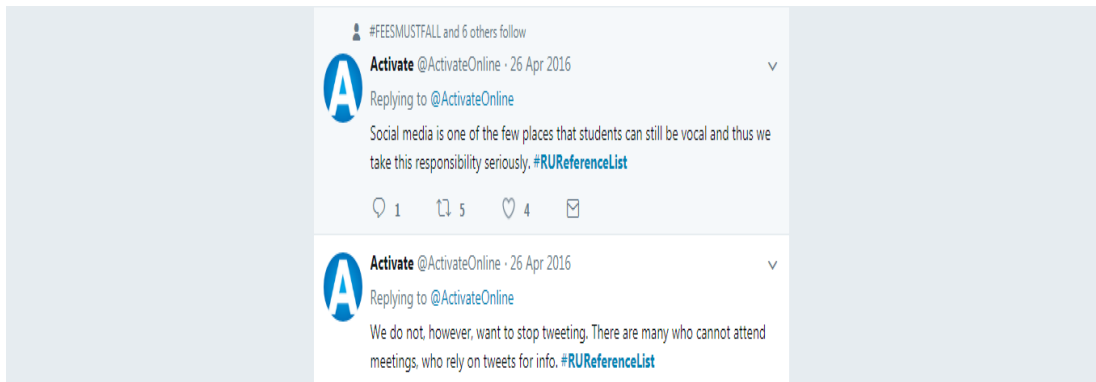 #FEESMUSTFALL and 6 others follow
Activate @ActivateOnline · 26 Apr 2016
Replying to @ActivateOnline
Social media is one of the few places that students can still be vocal and thus we
take this responsibility seriously. #RUReferenceList
1 5 4
Activate @ActivateOnline · 26 Apr 2016
Replying to @ActivateOnline
We do not, however, want to stop tweeting. There are many who cannot attend
meetings, who rely on tweets for info. #RUReferenceList